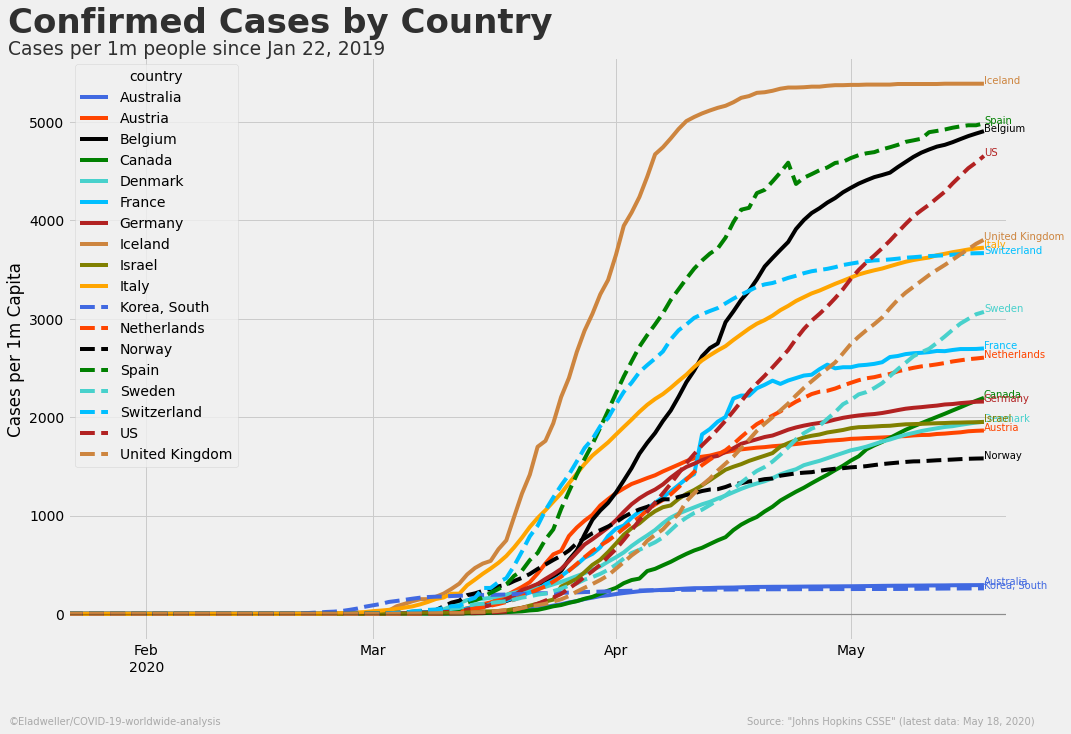 Confirmed Cases by Country
Cases per 1m people since Jan 22, 2019
country
Australia
Austria
Belgium
Canada
Denmark
France
Germany
Iceland
Israel
Italy
Korea, South
Netherlands
Norway
Spain
Sweden
Switzerland
US
United Kingdom
Cases per 1m Capita
5000
4000
3000
2000
1000
0
Feb
2020
Mar
Apr
May
Iceland
Spain
Belgium
US
United Kingdom
Italy
Switzerland
Sweden
France
Netherlands
Canada
Germany
Denmark
Israel
Austria
Norway
Australia
Korea, South
©Eladweller/COVID-19-worldwide-analysis
Source: "Johns Hopkins CSSE" (latest data: May 18, 2020)